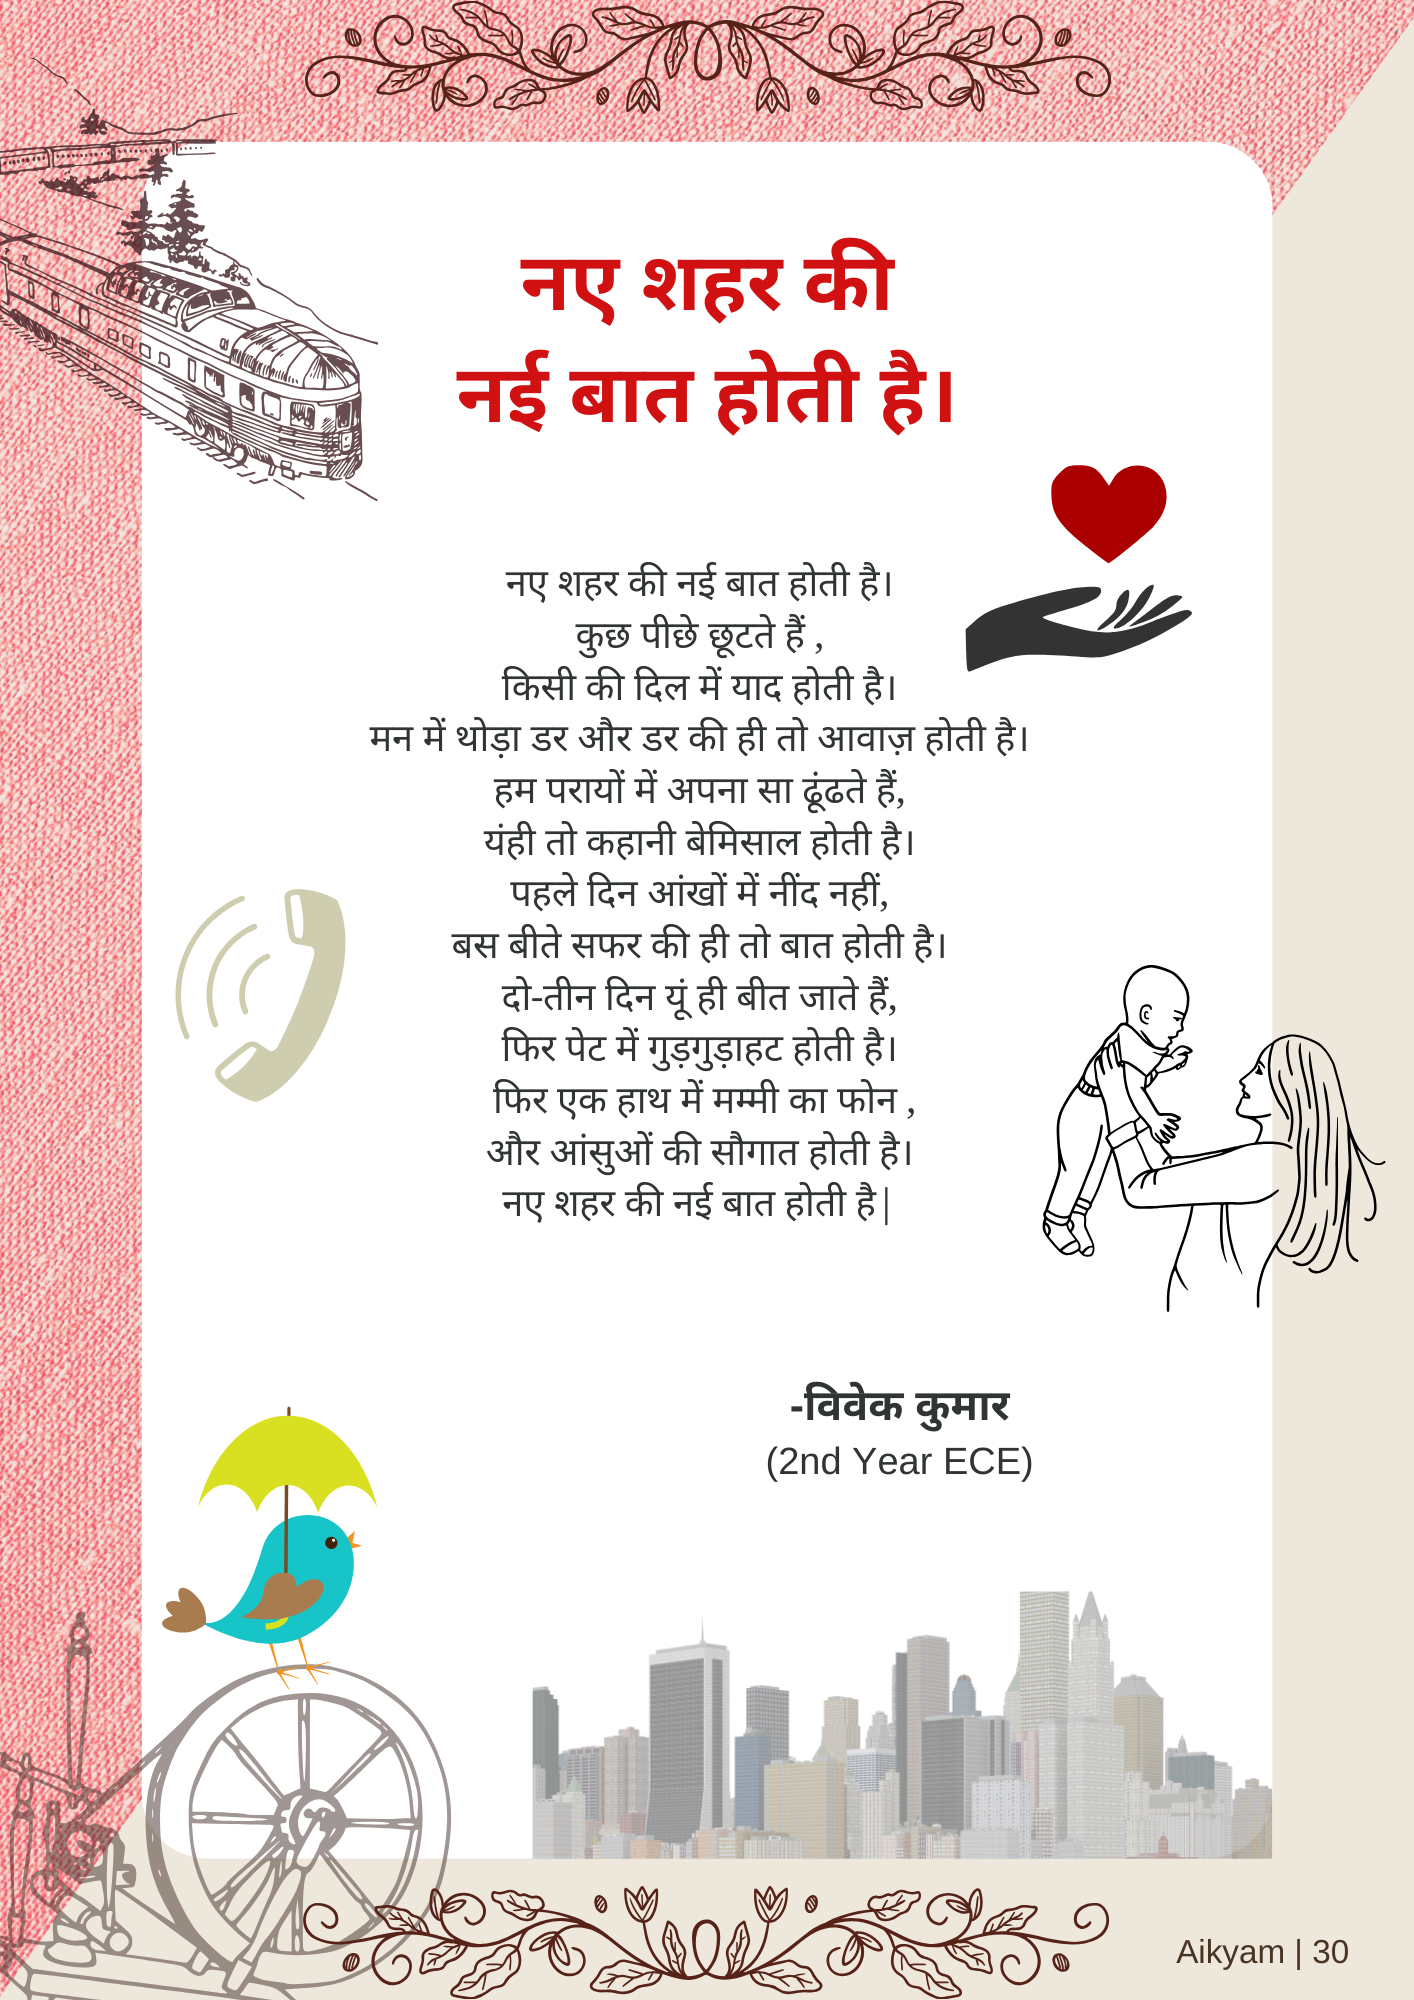 नए शहर की
नई बात होती है।
नए शहर की नई बात होती है।
कुछ पीछे छूटते हैं ,
किसी की दिल में याद होती है।
मन में थोड़ा डर और डर की ही तो आवाज़ होती है।
हम परायों में अपना सा ढूंढते हैं,
यंही तो कहानी बेमिसाल होती है।
पहले दिन आंखों में नींद नहीं,
बस बीते सफर की ही तो बात होती है।
दो-तीन दिन यूं ही बीत जाते हैं,
फिर पेट में गुड़गुड़ाहट होती है।
फिर एक हाथ में मम्मी का फोन ,
और आंसुओं की सौगात होती है।
नए शहर की नई बात होती है|
-विवेक कुमार
(2nd Year ECE)
Aikyam | 30